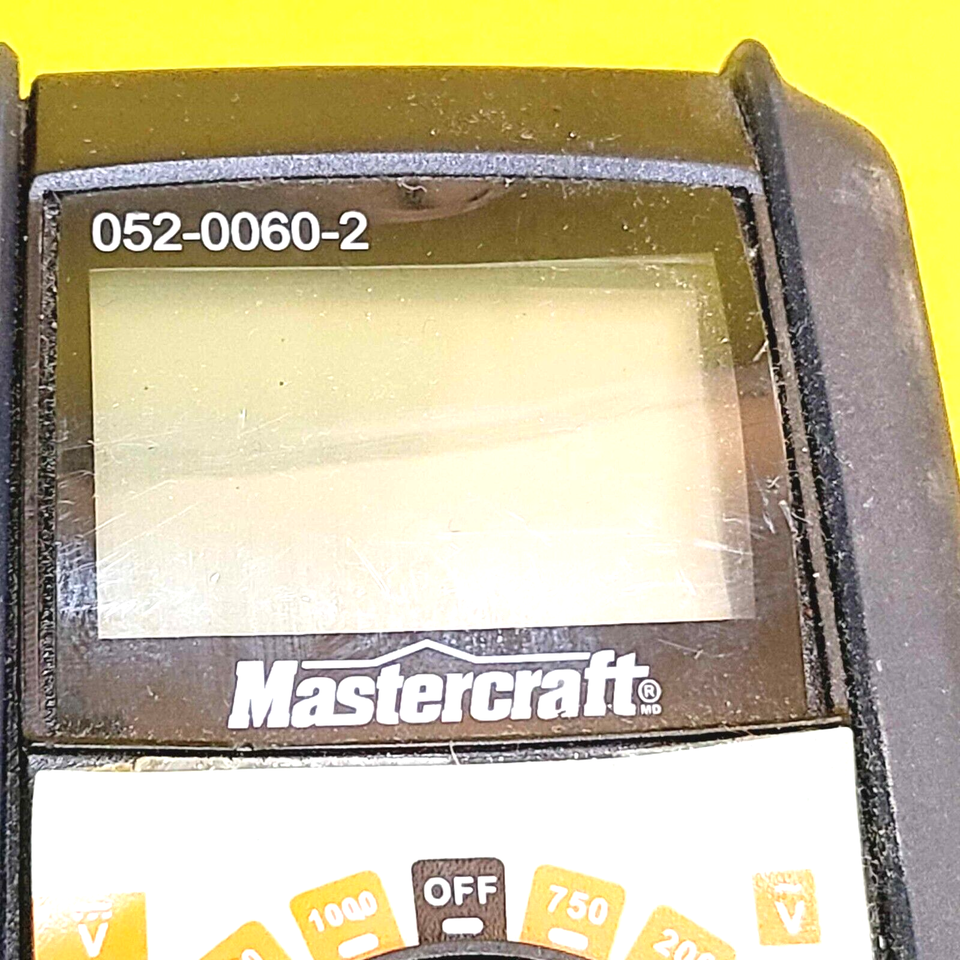 052-0060-2
Mastercraft®
MD
1000 OFF 750
V V